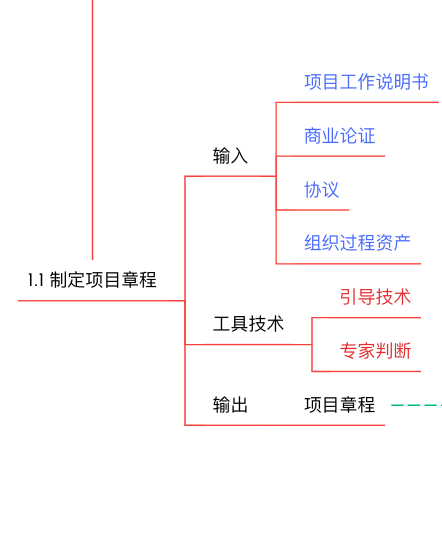 项目工作说明书
商业论证
输入
协议
组织过程资产
1.1 制定项目章程
引导技术
工具技术
专家判断
输出
项目章程